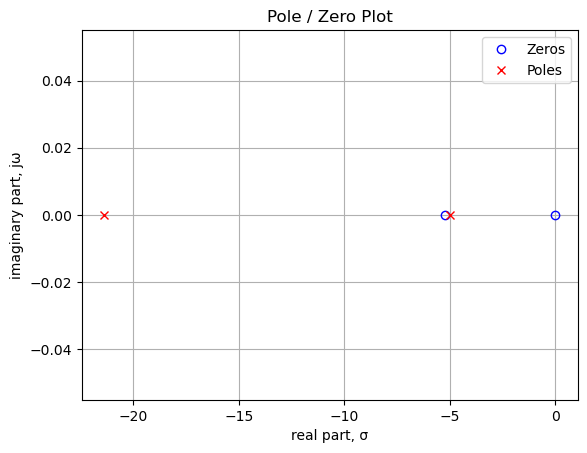 Pole / Zero Plot
Zeros
Poles
0.04
0.02
0.00
−0.02
−0.04
imaginary part, jω
−20
−15
−10
−5
0
real part, σ